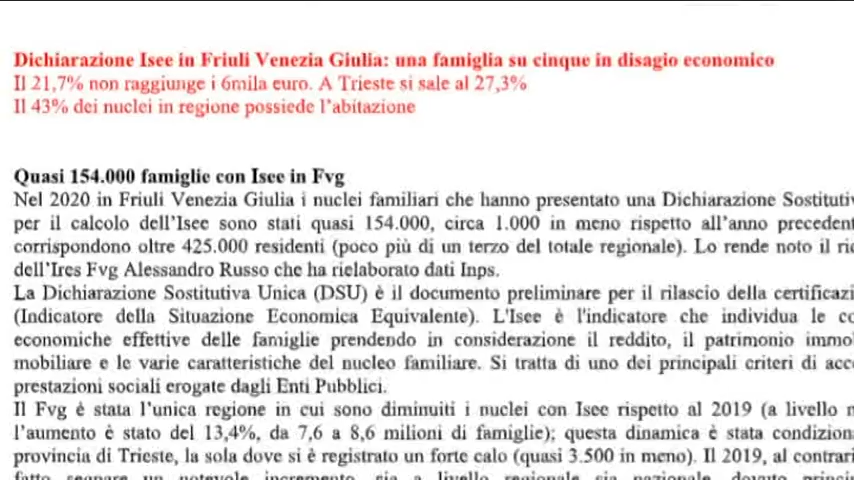 Dichiarazione Isee in Friuli Venezia Giulia: una famiglia su cinque in disagio economico
Il 21,7% non raggiunge i 6mila euro. A Trieste si sale al 27,3%
Il 43% dei nuclei in regione possiede l'abitazione
Quasi 154.000 famiglie con Isee in Fvg
Nel 2020 in Friuli Venezia Giulia i nuclei familiari che hanno presentato una Dichiarazione Sostitutiv
per il calcolo dell'Isee sono stati quasi 154.000, circa 1.000 in meno rispetto all'anno precedent
corrispondono oltre 425.000 residenti (poco più di un terzo del totale regionale). Lo rende noto il ric
dell'Ires Fvg Alessandro Russo che ha rielaborato dati Inps.
La Dichiarazione Sostitutiva Unica (DSU) è il documento preliminare per il rilascio della certificazi
(Indicatore della Situazione Economica Equivalente). L'Isee è l'indicatore che individua le co
economiche effettive delle famiglie prendendo in considerazione il reddito, il patrimonio immol
mobiliare e le varie caratteristiche del nucleo familiare. Si tratta di uno dei principali criteri di acce
prestazioni sociali erogate dagli Enti Pubblici.
Il Fvg è stata l'unica regione in cui sono diminuiti i nuclei con Isee rispetto al 2019 (a livello n
l'aumento è stato del 13,4%, da 7,6 a 8,6 milioni di famiglie); questa dinamica è stata condizion
provincia di Trieste, la sola dove si è registrato un forte calo (quasi 3.500 in meno). Il 2019, al contrari
fatto segnare un notevole incremento, sia a livello regionale sia nazionale, dovuto princi